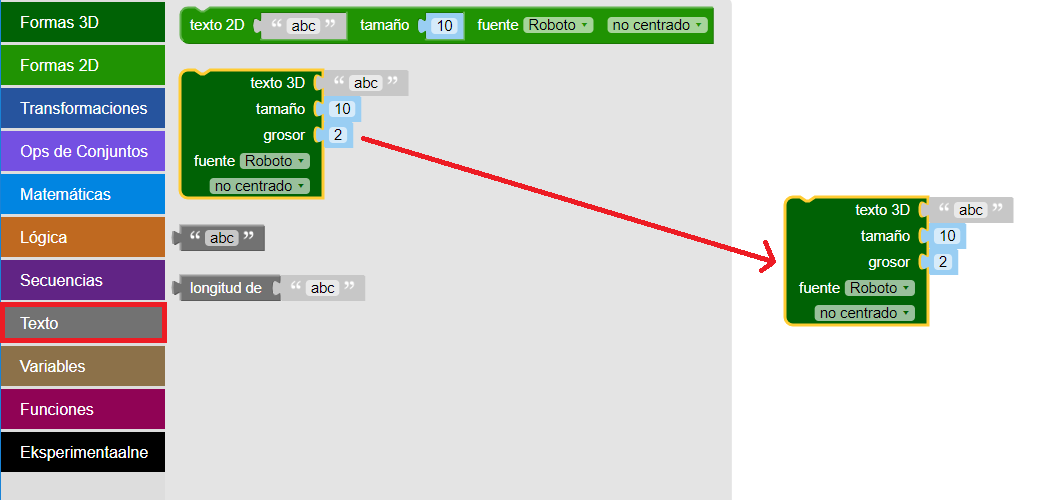 Formas 3D
Formas 2D
Transformaciones
Ops de Conjuntos
Matemáticas
Lógica
Secuencias
Texto
Variables
Funciones
Eksperimentaalne
texto 2D “ abc ” tamaño 10 fuente Roboto no centrado
texto 3D “ abc ”
tamaño 10
grosor 2
fuente Roboto
no centrado
“ abc ”
longitud de “ abc ”
texto 3D “ abc ”
tamaño 10
grosor 2
fuente Roboto
no centrado